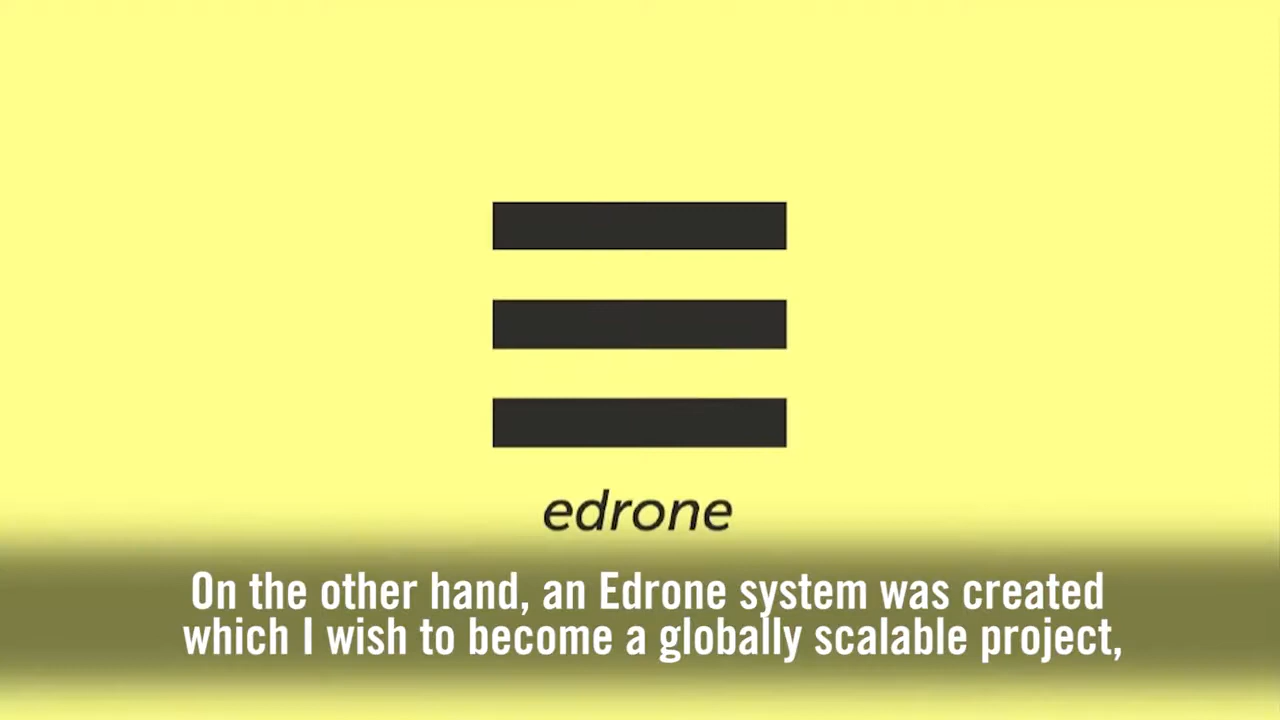 edrone
On the other hand, an Edrone system was created
which I wish to become a globally scalable project,